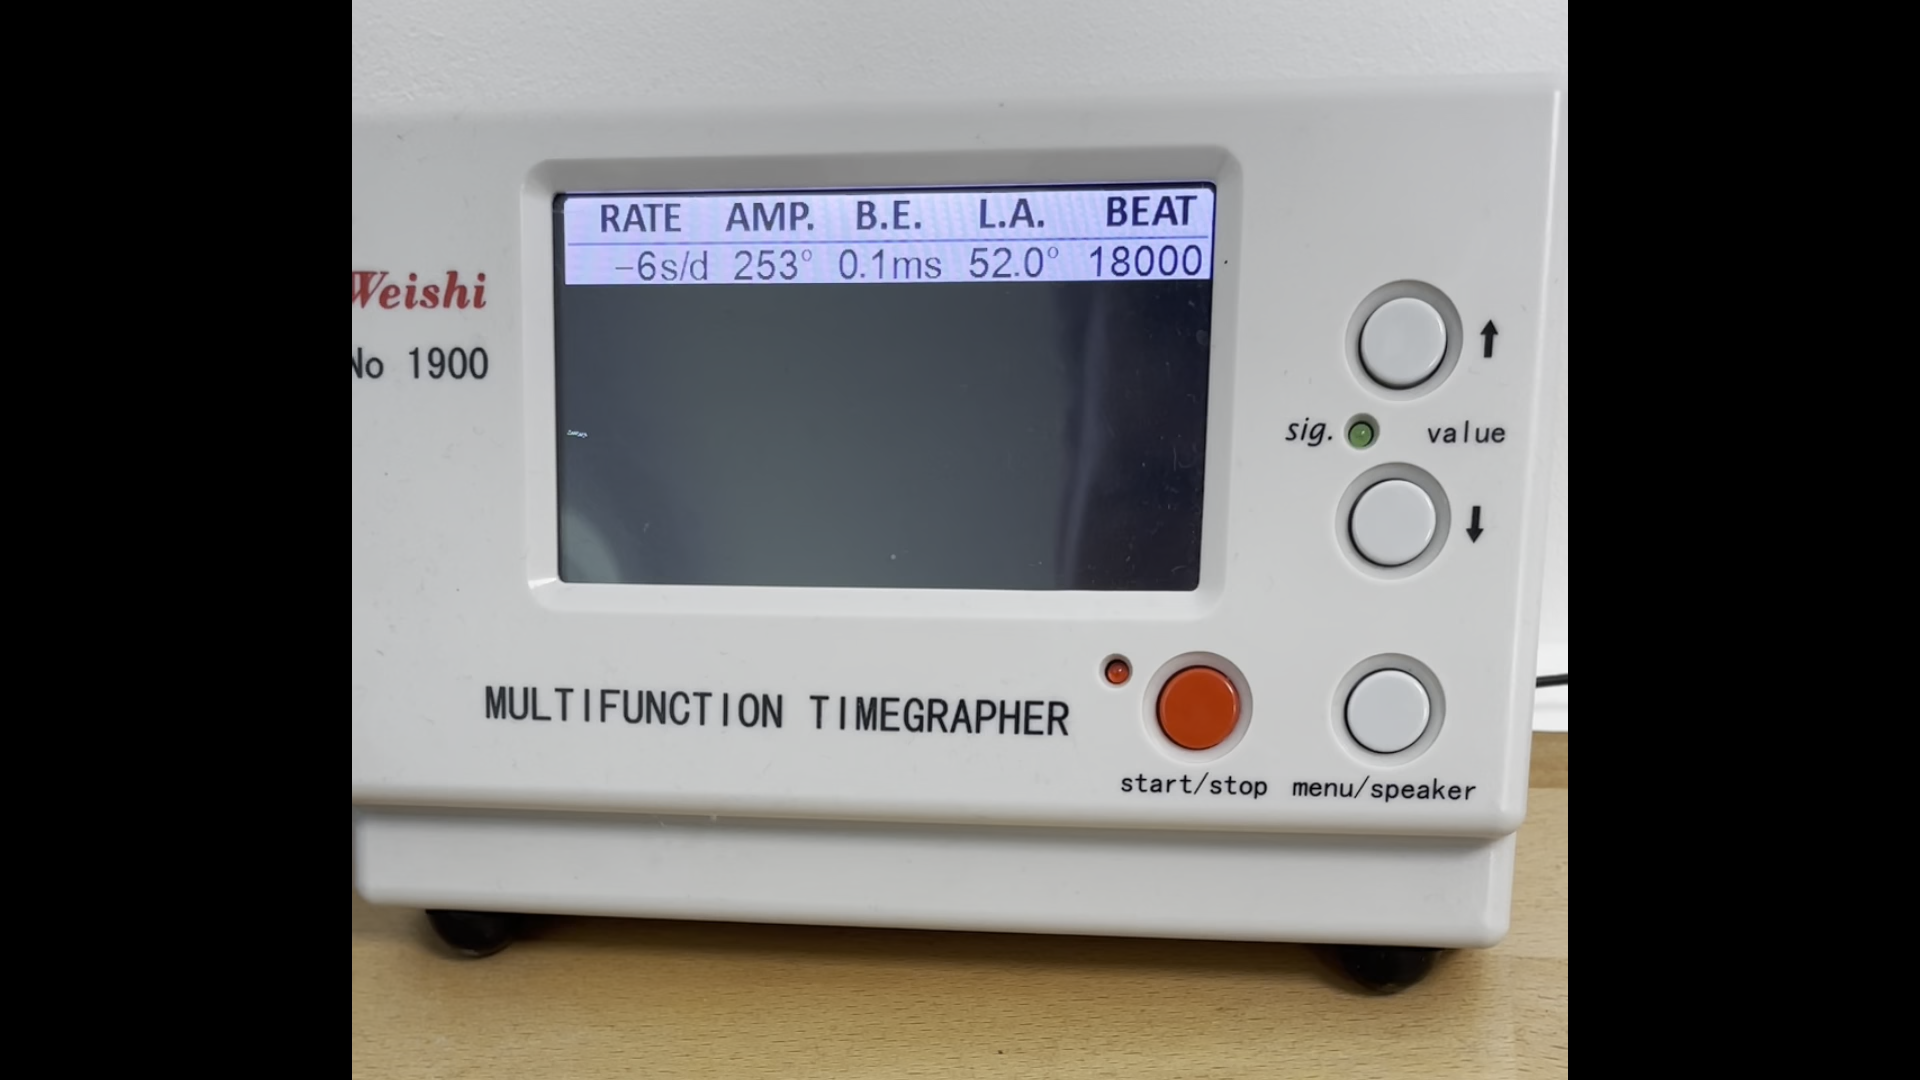 RATE AMP. B.E. L.A. BEAT
−6s/d 253° 0.1ms 52.0° 18000
Weishi
No 1900
sig. value
MULTIFUNCTION TIMEGRAPHER
start/stop menu/speaker